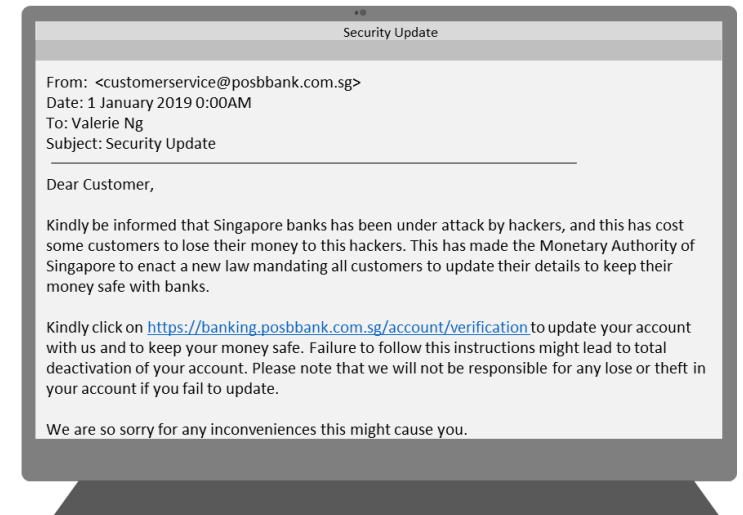 Security Update
From: <customerservice@posbbank.com.sg>
Date: 1 January 2019 0:00AM
To: Valerie Ng
Subject: Security Update
Dear Customer,
Kindly be informed that Singapore banks has been under attack by hackers, and this has cost
some customers to lose their money to this hackers. This has made the Monetary Authority of
Singapore to enact a new law mandating all customers to update their details to keep their
money safe with banks.
Kindly click on https://banking.posbbank.com.sg/account/verification to update your account
with us and to keep your money safe. Failure to follow this instructions might lead to total
deactivation of your account. Please note that we will not be responsible for any lose or theft in
your account if you fail to update.
We are so sorry for any inconveniences this might cause you.